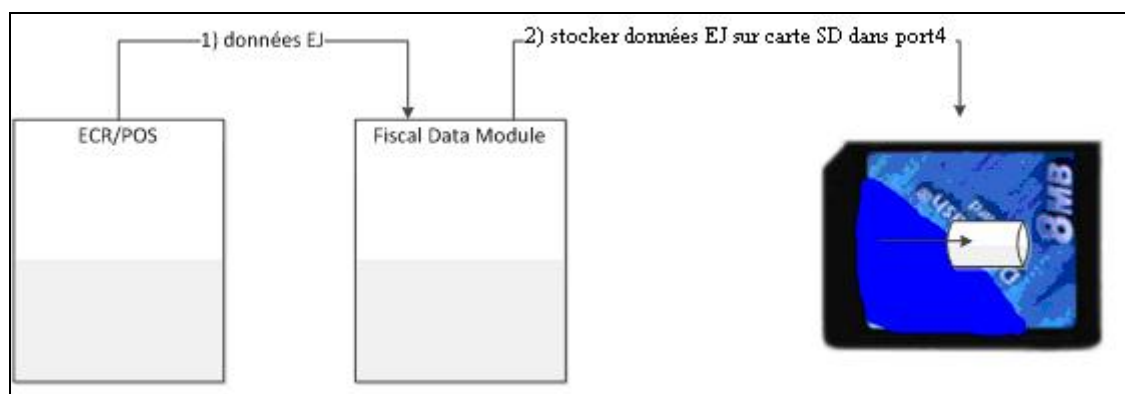 1) données EJ
2) stocker données EJ sur carte SD dans port4
ECR/POS
Fiscal Data Module
8MB